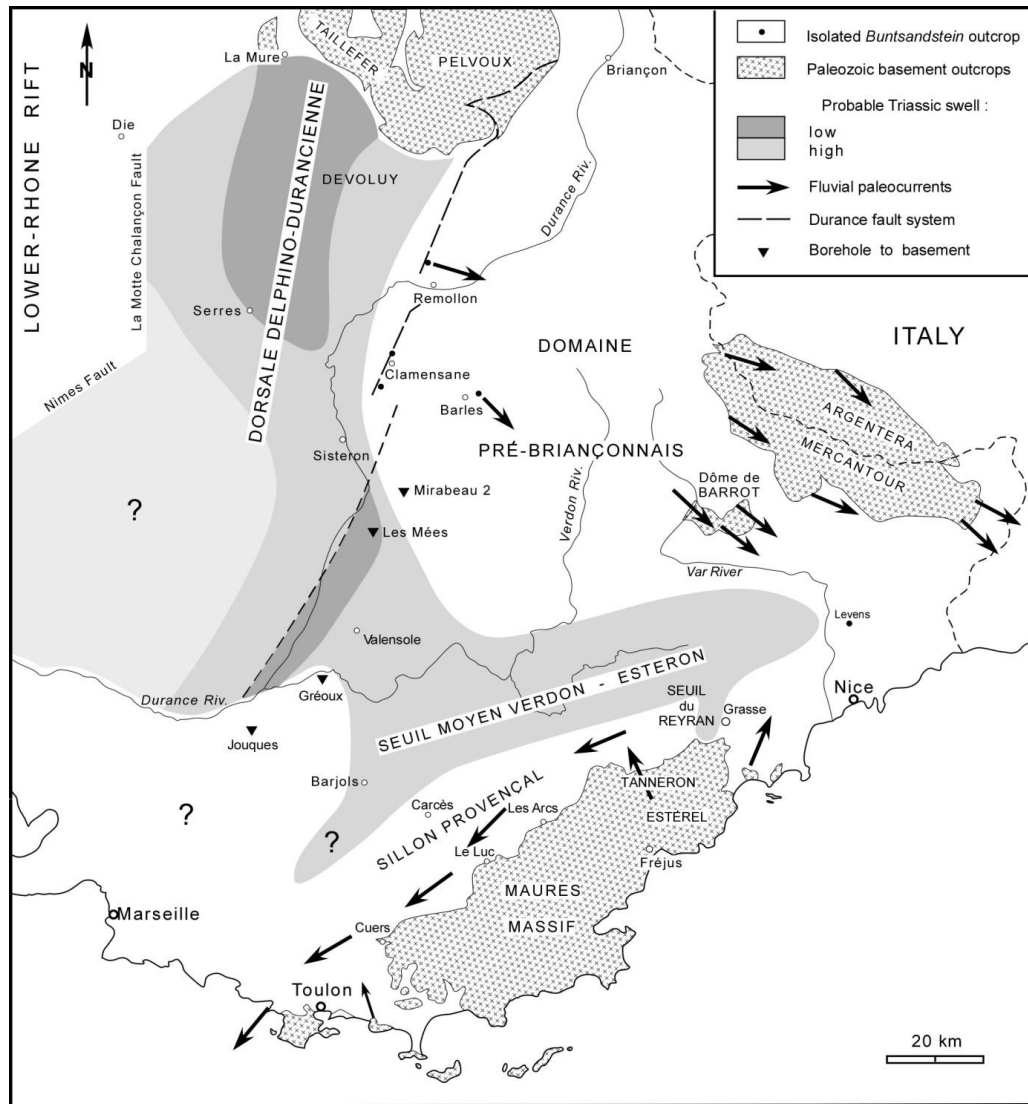 N
LOWER-RHONE RIFT
La Mure
TAILLEFER
PELVOUX
Briançon
Die
La Motte Chalançon Fault
DEVOLUY
DORSALE DELPHINO-DURANCIENNE
Durance Riv.
Remollon
Serres
Nimes Fault
Clamensane
Barles
Sisteron
DOMAINE
PRÉ-BRIANÇONNAIS
ITALY
ARGENTERA
MERCANTOUR
?
Mirabeau 2
Les Mées
Verdon Riv.
Dôme de
BARROT
Var River
Levens
Valensole
Durance Riv.
Gréoux
Jouques
SEUIL MOYEN VERDON - ESTERON
SEUIL
du
REYRAN
Grasse
Nice
Barjols
?
?
Carcès
SILLON PROVENÇAL
Les Arcs
Le Luc
TANNERON
ESTÉREL
Fréjus
MAURES
MASSIF
Marseille
Cuers
Toulon
20 km
Isolated Buntsandstein outcrop
Paleozoic basement outcrops
Probable Triassic swell :
low
high
Fluvial paleocurrents
Durance fault system
Borehole to basement